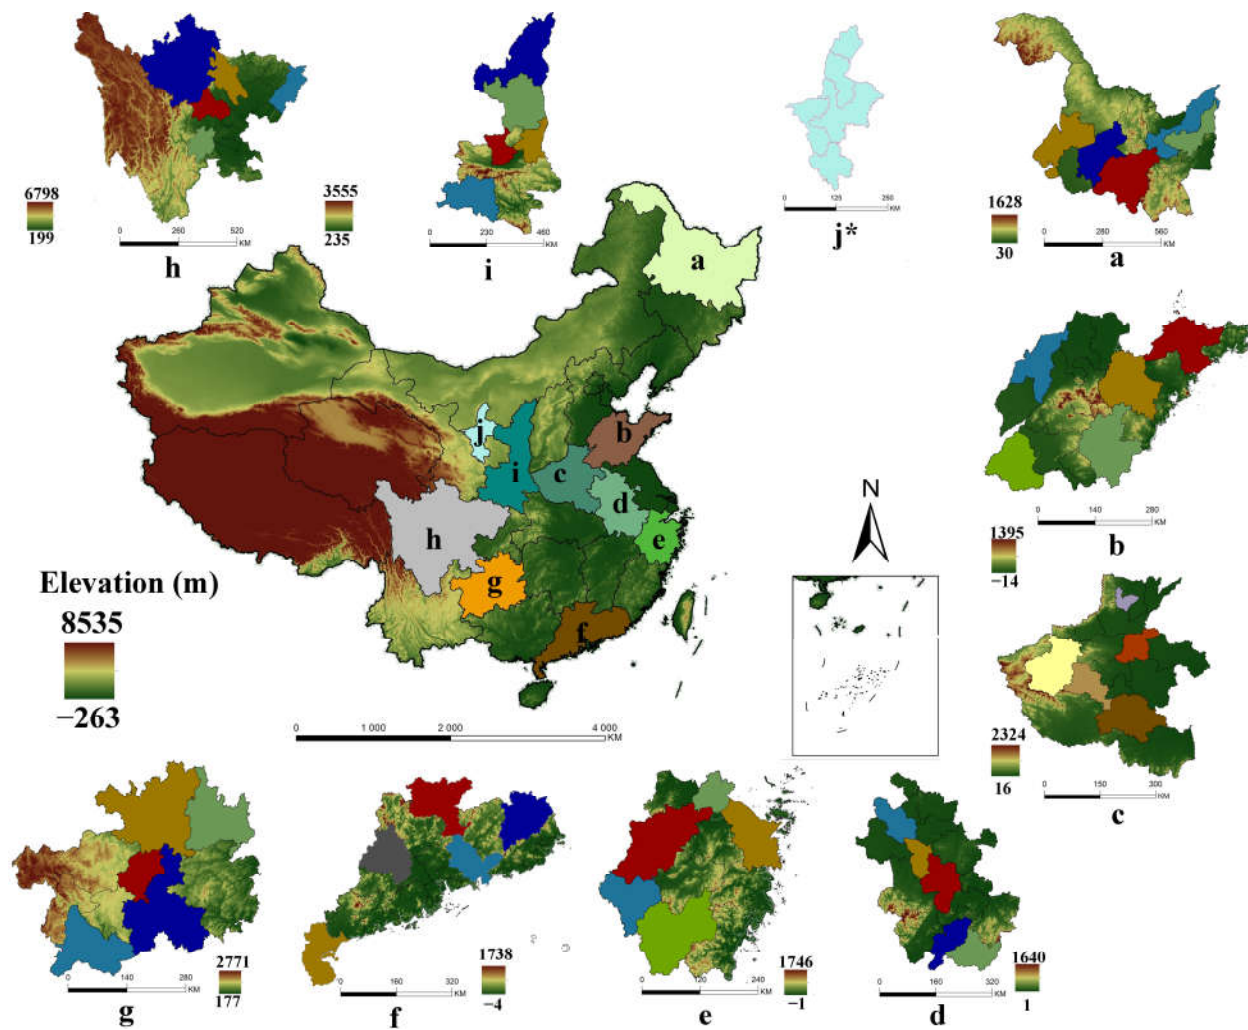 6798
199
0 260 520
KM
h
3555
235
0 230 460
KM
i
0 125 250
KM
j*
1628
30
0 280 560
KM
a
a
b
c
d
e
f
g
h
i
j
N
Elevation (m)
8535
−263
0 1 000 2 000 4 000
KM
1395
−14
0 140 280
KM
b
2324
16
0 150 300
KM
c
2771
177
0 140 280
KM
g
1738
−4
0 160 320
KM
f
1746
−1
0 120 240
KM
e
1640
1
0 160 320
KM
d